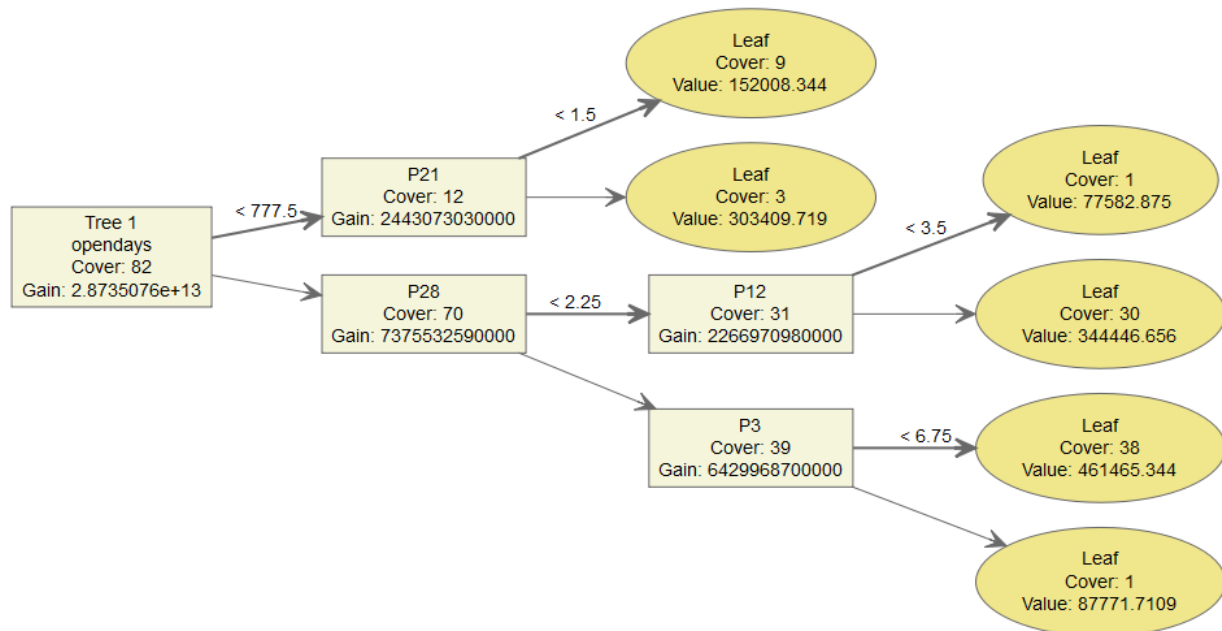 Tree 1
opendays
Cover: 82
Gain: 2.8735076e+13
< 777.5
P21
Cover: 12
Gain: 2443073030000
P28
Cover: 70
Gain: 7375532590000
< 1.5
Leaf
Cover: 9
Value: 152008.344
Leaf
Cover: 3
Value: 303409.719
< 2.25
P12
Cover: 31
Gain: 2266970980000
P3
Cover: 39
Gain: 6429968700000
< 3.5
Leaf
Cover: 1
Value: 77582.875
Leaf
Cover: 30
Value: 344446.656
< 6.75
Leaf
Cover: 38
Value: 461465.344
Leaf
Cover: 1
Value: 87771.7109